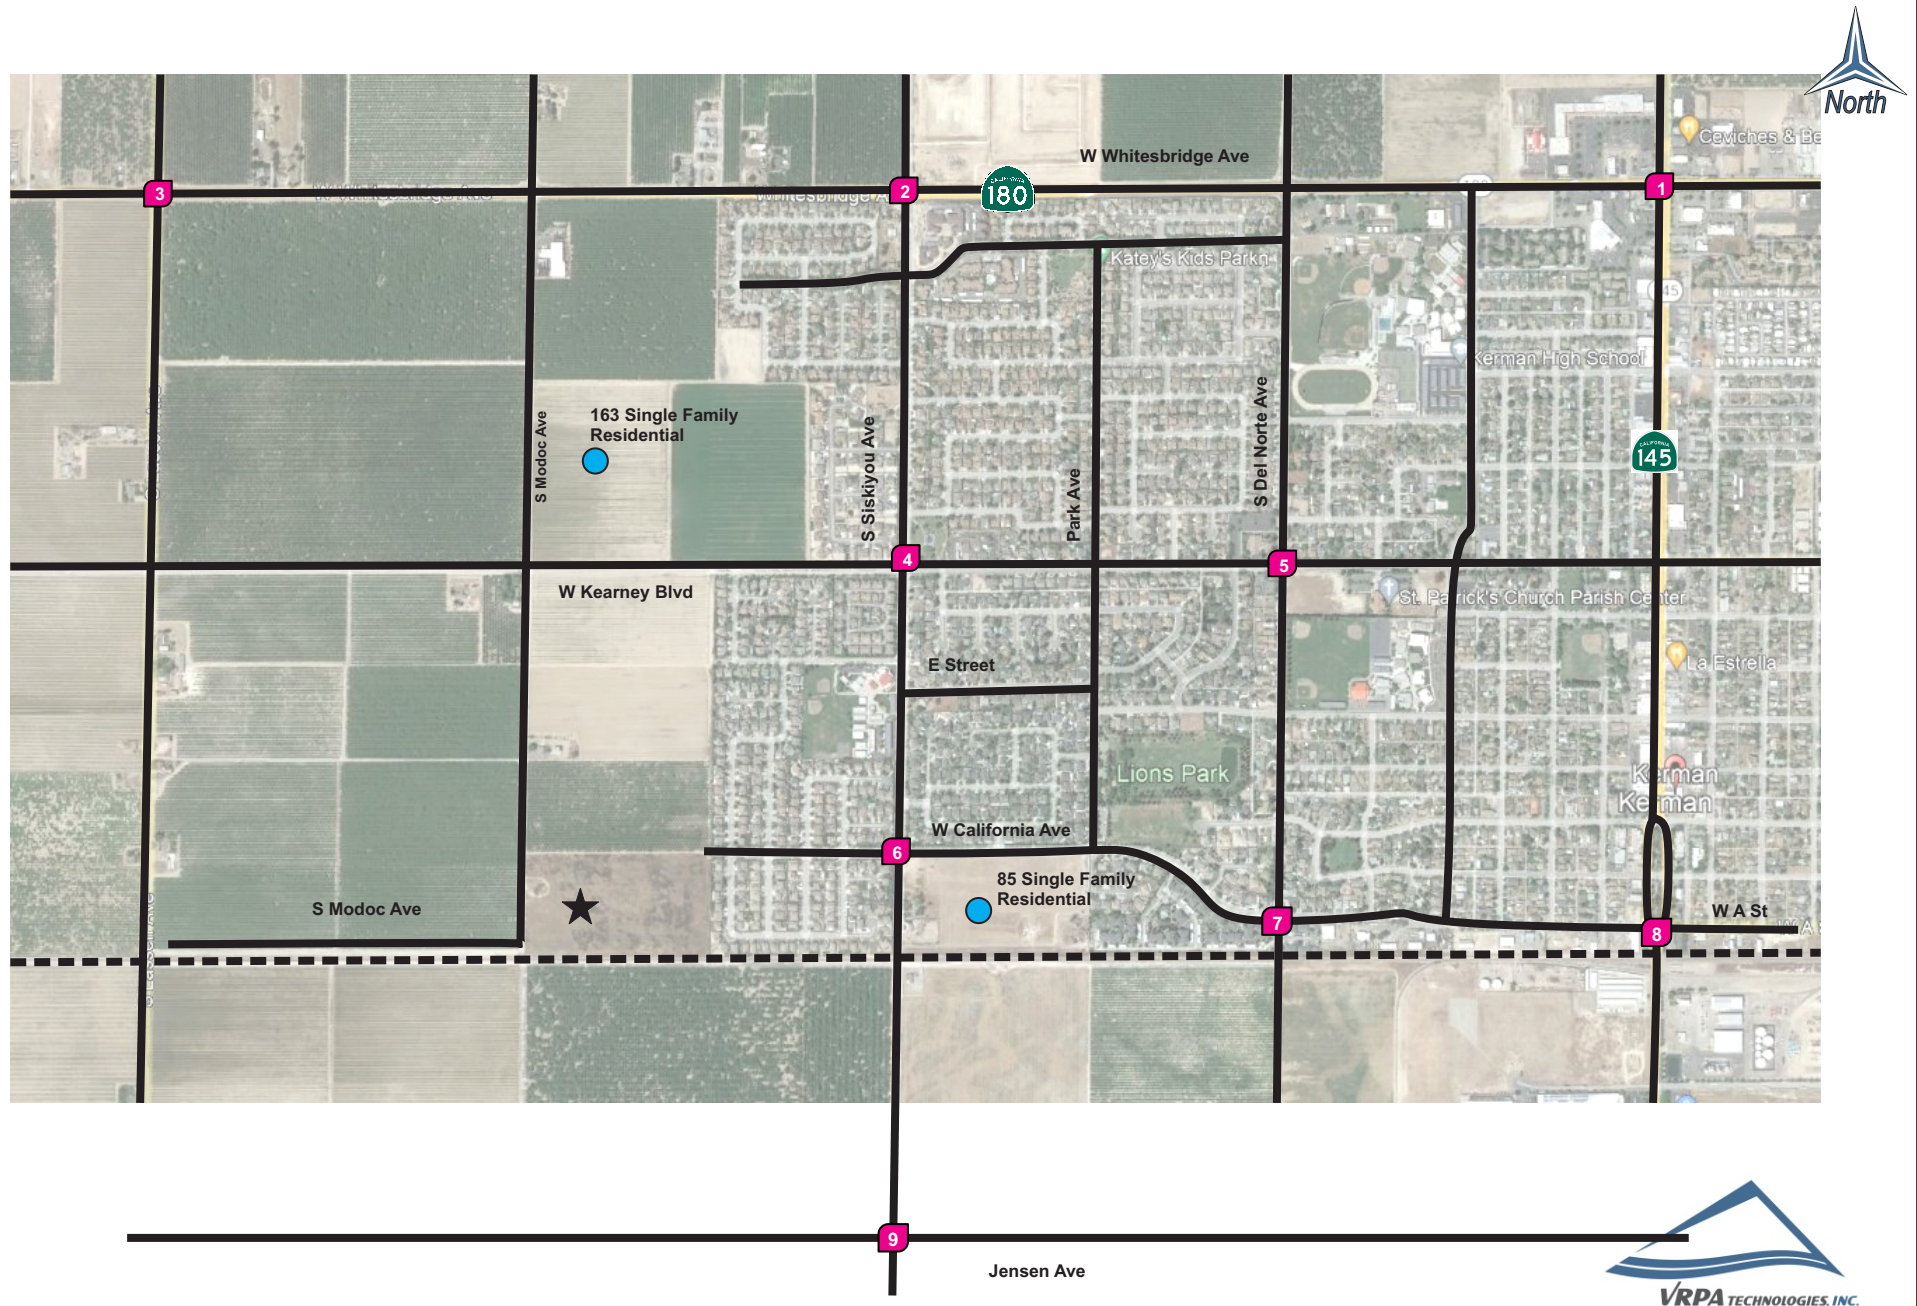 North
Ceviches & Be
W Whitesbridge Ave
3
2
CALIFORNIA
180
1
Katey's Kids Parkn
45
Kerman High School
163 Single Family
Residential
S Modoc Ave
S Siskiyou Ave
Park Ave
S Del Norte Ave
CALIFORNIA
145
4
5
W Kearney Blvd
St. Patrick's Church Parish Center
E Street
La Estrella
Lions Park
Kerman
Kerman
W California Ave
6
85 Single Family
Residential
S Modoc Ave
7
W A St
8
W A S
9
Jensen Ave
VRPA TECHNOLOGIES, INC.